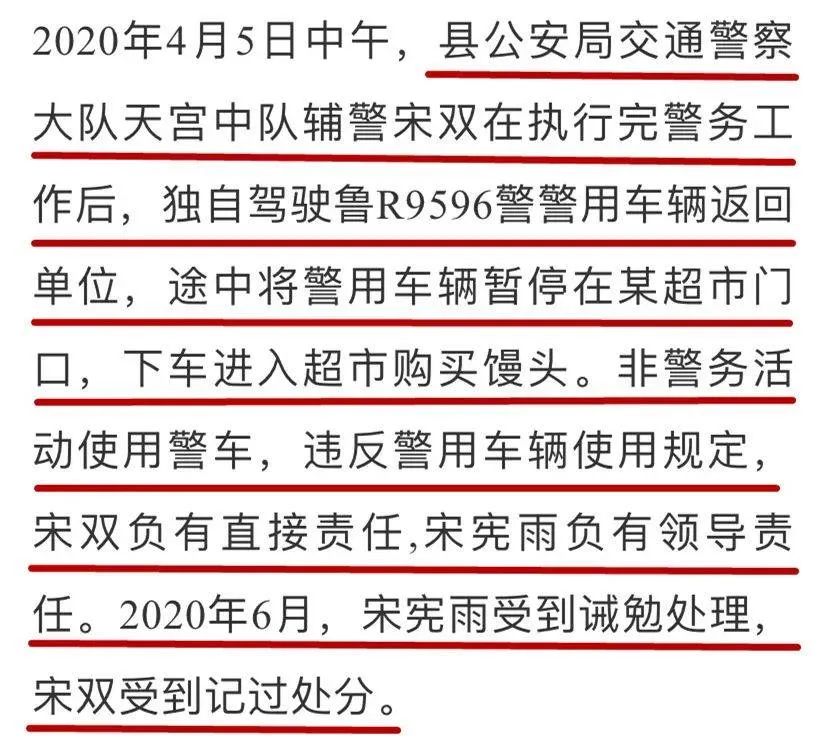 2020年4月5日中午，县公安局交通警察
大队天宫中队辅警宋双在执行完警务工
作后，独自驾驶鲁R9596警警用车辆返回
单位，途中将警用车辆暂停在某超市门
口，下车进入超市购买馒头。非警务活
动使用警车，违反警用车辆使用规定，
宋双负有直接责任,宋宪雨负有领导责
任。2020年6月，宋宪雨受到诫勉处理，
宋双受到记过处分。